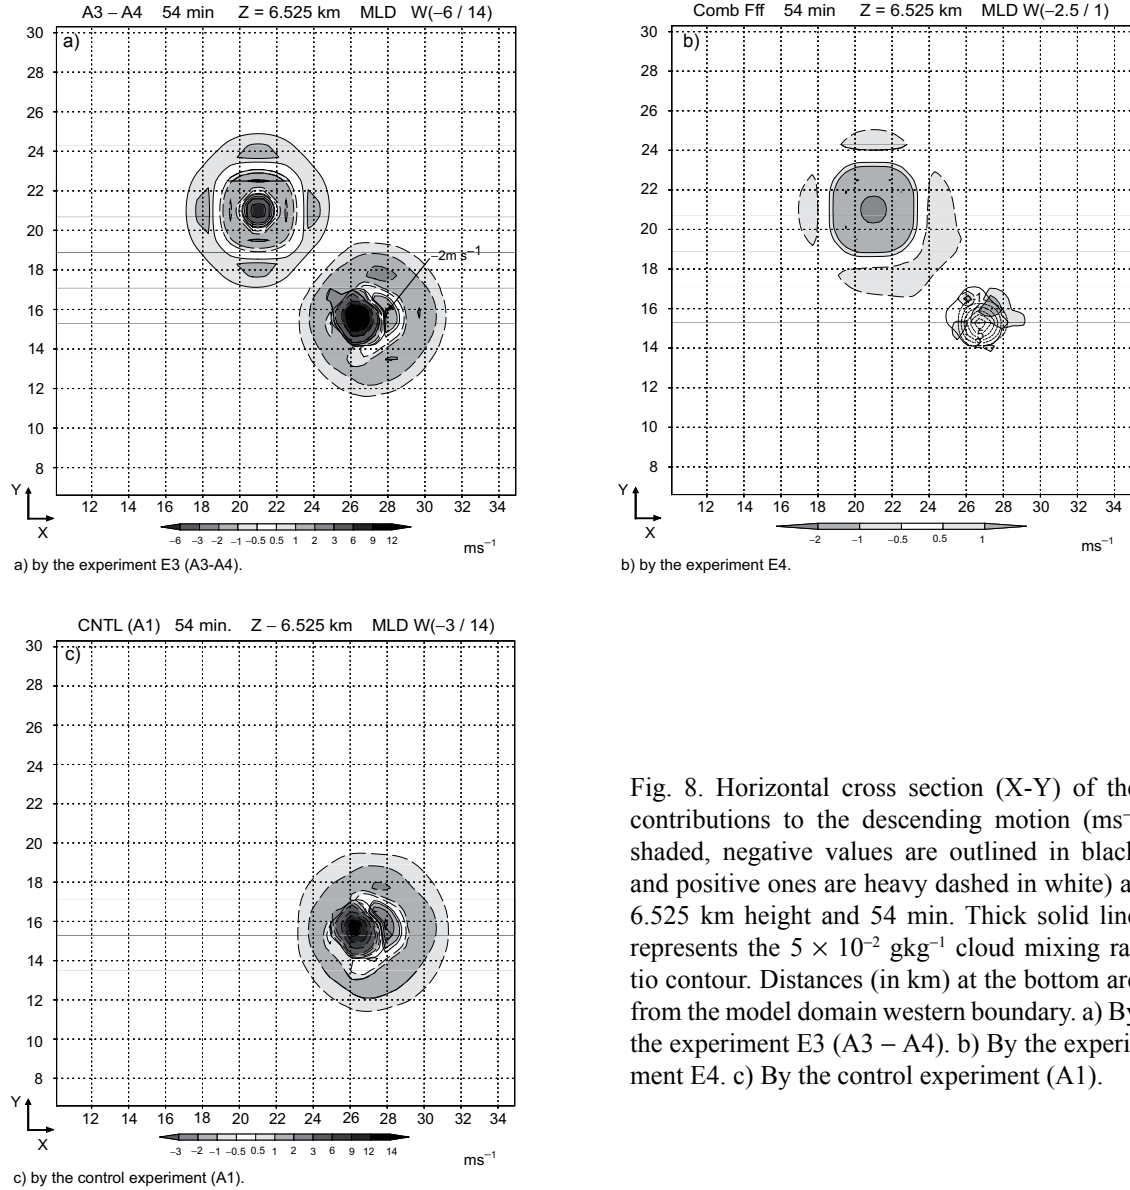 A3 – A4 54 min Z = 6.525 km MLD W(–6 / 14)
a)
30
28
26
24
22
20
18
16
14
12
10
8
–2m s–1
Y
X
12 14 16 18 20 22 24 26 28 30 32 34
–6 –3 –2 –1 –0.5 0.5 1 2 3 6 9 12
ms–1
a) by the experiment E3 (A3-A4).
Comb Fff 54 min Z = 6.525 km MLD W(–2.5 / 1)
b)
30
28
26
24
22
20
18
16
14
12
10
8
Y
X
12 14 16 18 20 22 24 26 28 30 32 34
–2 –1 –0.5 0.5 1
ms–1
b) by the experiment E4.
CNTL (A1) 54 min. Z – 6.525 km MLD W(–3 / 14)
c)
30
28
26
24
22
20
18
16
14
12
10
8
Y
X
12 14 16 18 20 22 24 26 28 30 32 34
–3 –2 –1 –0.5 0.5 1 2 3 6 9 12 14
ms–1
c) by the control experiment (A1).
Fig. 8. Horizontal cross section (X-Y) of the
contributions to the descending motion (ms–
shaded, negative values are outlined in black
and positive ones are heavy dashed in white) a
6.525 km height and 54 min. Thick solid line
represents the 5 × 10–2 gkg–1 cloud mixing ra
tio contour. Distances (in km) at the bottom are
from the model domain western boundary. a) By
the experiment E3 (A3 – A4). b) By the experi
ment E4. c) By the control experiment (A1).